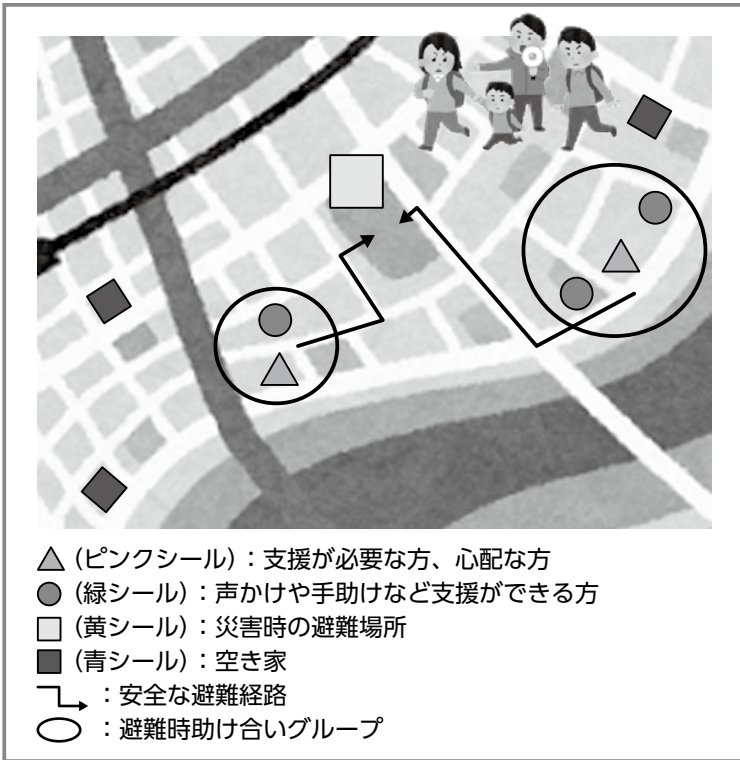 (ピンクシール):支援が必要な方、心配な方
(緑シール):声かけや手助けなど支援ができる方
(黄シール):災害時の避難場所
(青シール):空き家
:安全な避難経路
:避難時助け合いグループ